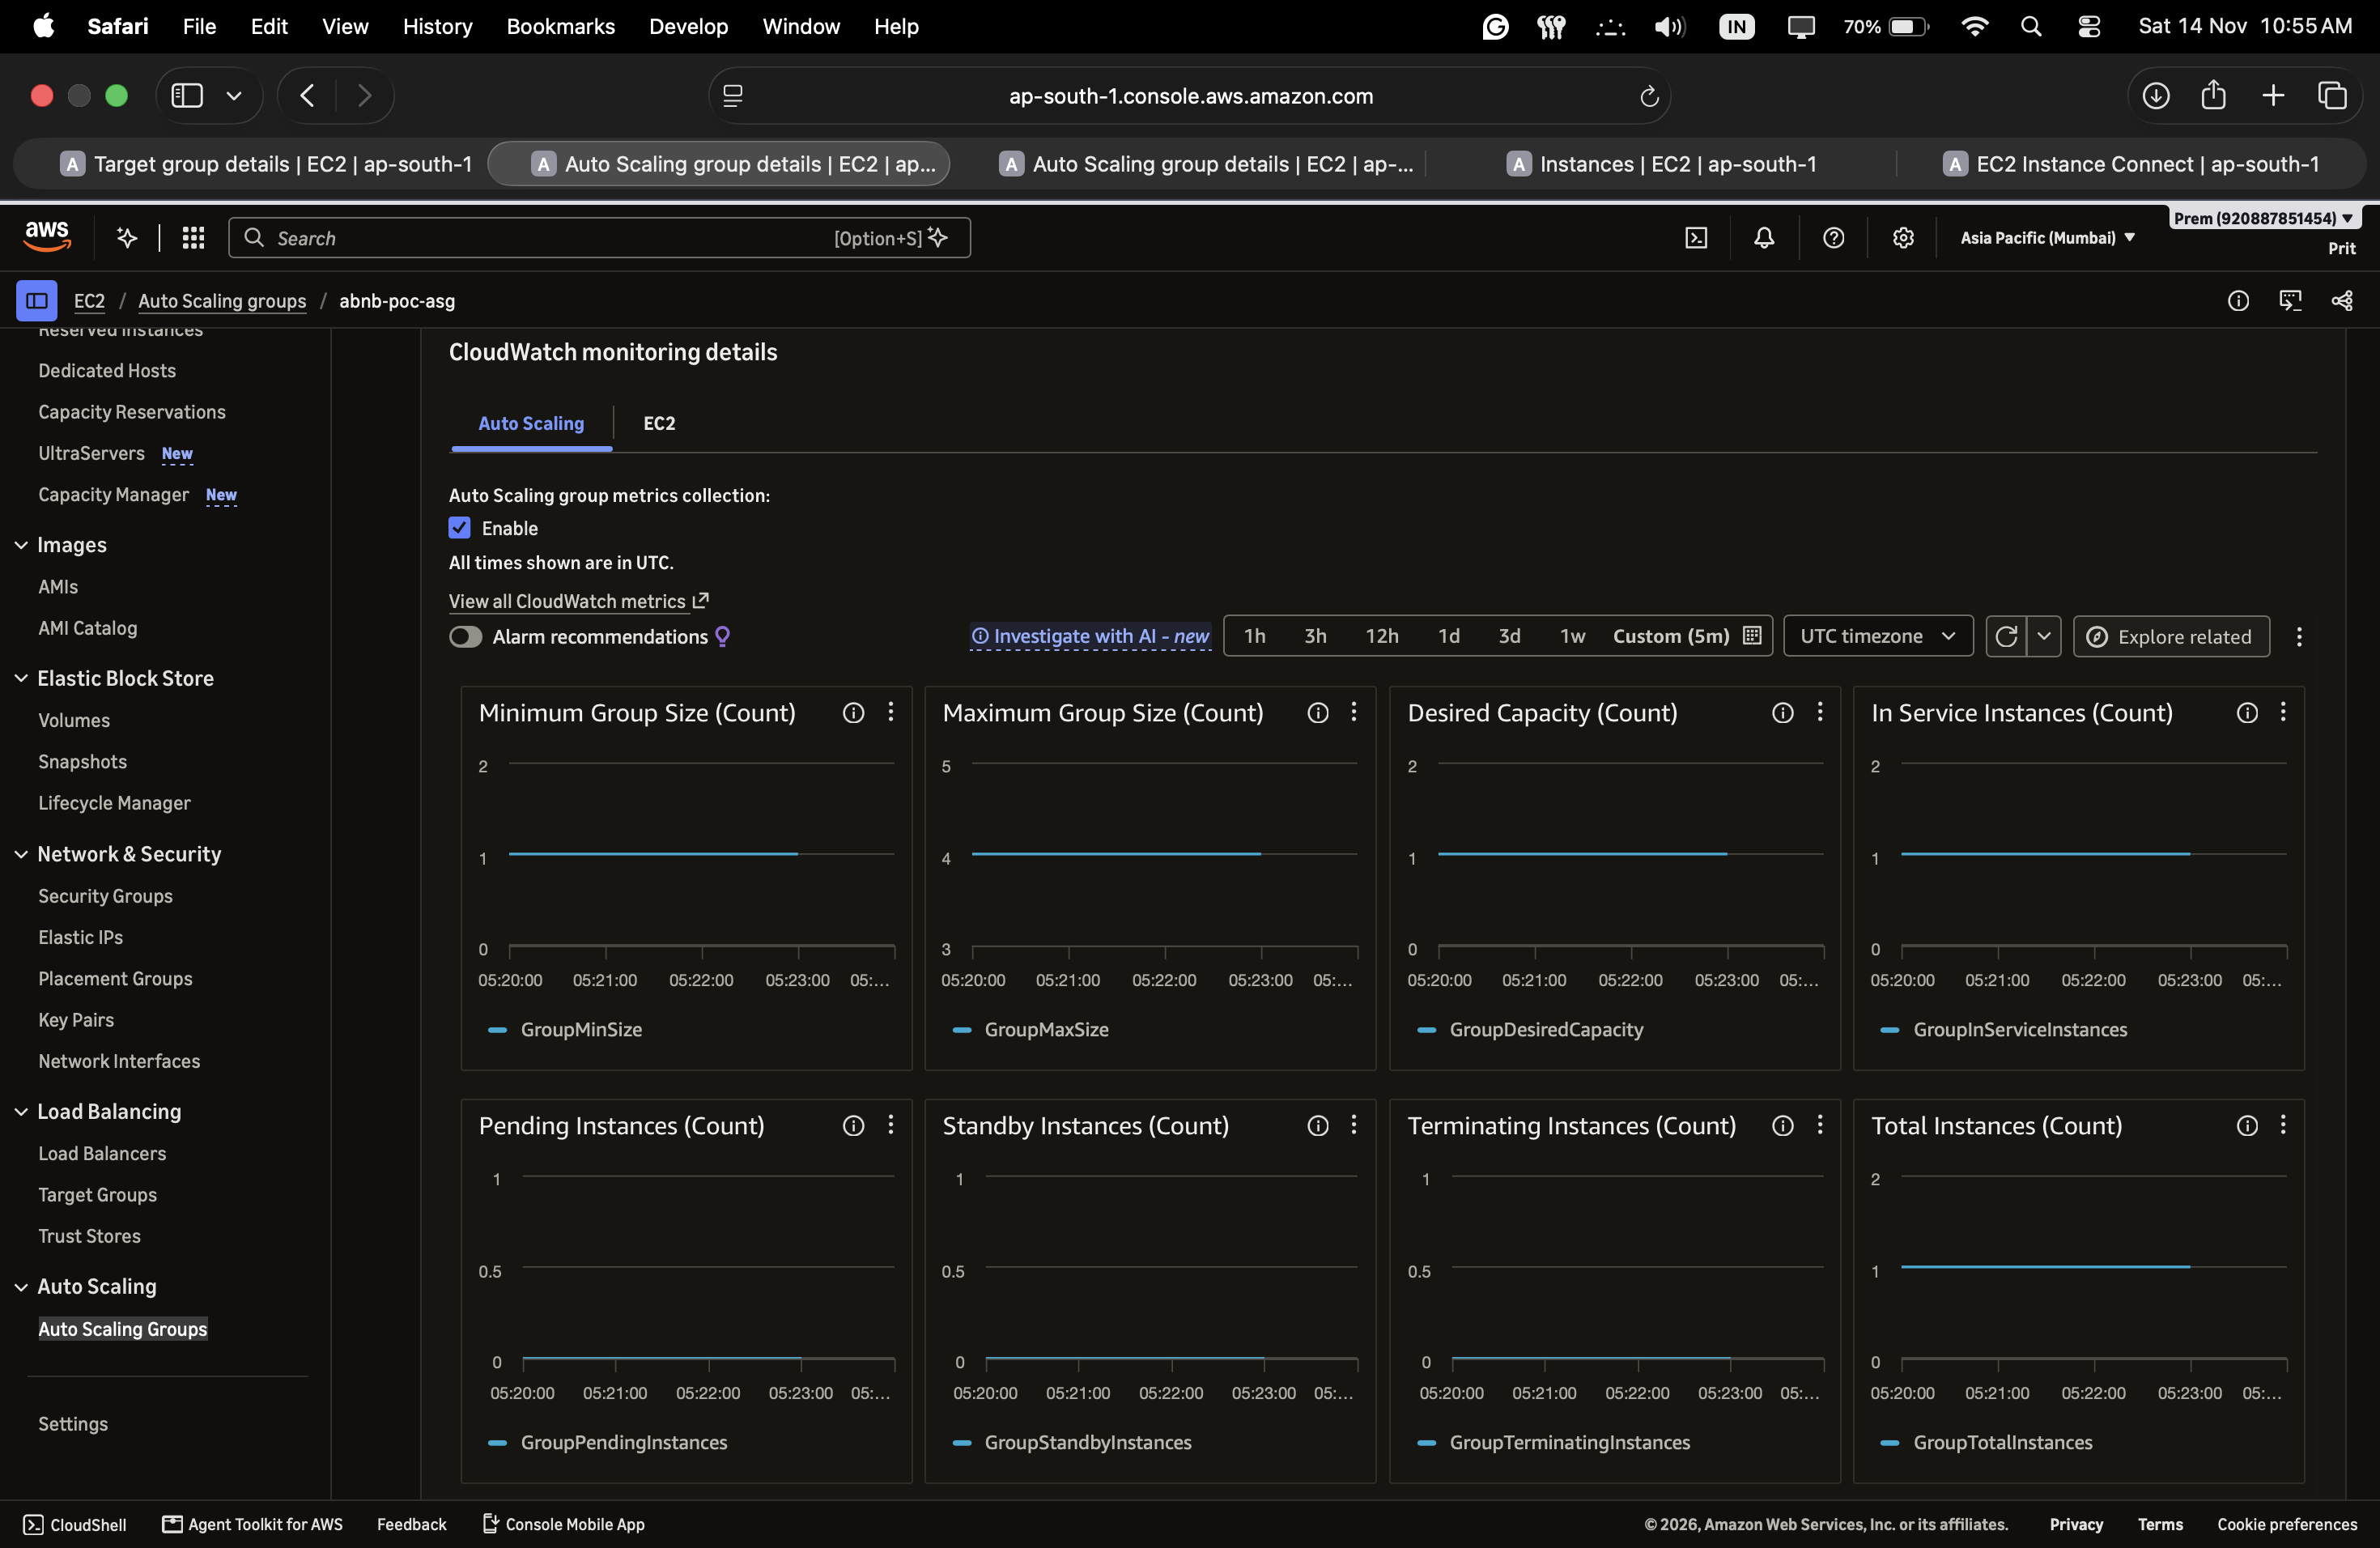 Safari File Edit View History Bookmarks Develop Window Help
IN 70% Sat 14 Nov 10:55 AM
ap-south-1.console.aws.amazon.com
A Target group details | EC2 | ap-south-1
A Auto Scaling group details | EC2 | ap...
A Auto Scaling group details | EC2 | ap-...
A Instances | EC2 | ap-south-1
A EC2 Instance Connect | ap-south-1
aws
Search [Option+S]
Asia Pacific (Mumbai)
Prem (920887851454)
Prit
EC2 / Auto Scaling groups / abnb-poc-asg
Reserved Instances
Dedicated Hosts
Capacity Reservations
UltraServers New
Capacity Manager New
Images
AMIs
AMI Catalog
Elastic Block Store
Volumes
Snapshots
Lifecycle Manager
Network & Security
Security Groups
Elastic IPs
Placement Groups
Key Pairs
Network Interfaces
Load Balancing
Load Balancers
Target Groups
Trust Stores
Auto Scaling
Auto Scaling Groups
Settings
CloudWatch monitoring details
Auto Scaling EC2
Auto Scaling group metrics collection:
Enable
All times shown are in UTC.
View all CloudWatch metrics
Alarm recommendations
Investigate with AI - new
1h 3h 12h 1d 3d 1w Custom (5m)
UTC timezone
Explore related
Minimum Group Size (Count)
2
1
0
05:20:00 05:21:00 05:22:00 05:23:00 05:...
GroupMinSize
Maximum Group Size (Count)
5
4
3
05:20:00 05:21:00 05:22:00 05:23:00 05:...
GroupMaxSize
Desired Capacity (Count)
2
1
0
05:20:00 05:21:00 05:22:00 05:23:00 05:...
GroupDesiredCapacity
In Service Instances (Count)
2
1
0
05:20:00 05:21:00 05:22:00 05:23:00 05:...
GroupInServiceInstances
Pending Instances (Count)
1
0.5
0
05:20:00 05:21:00 05:22:00 05:23:00 05:...
GroupPendingInstances
Standby Instances (Count)
1
0.5
0
05:20:00 05:21:00 05:22:00 05:23:00 05:...
GroupStandbyInstances
Terminating Instances (Count)
1
0.5
0
05:20:00 05:21:00 05:22:00 05:23:00 05:...
GroupTerminatingInstances
Total Instances (Count)
2
1
0
05:20:00 05:21:00 05:22:00 05:23:00 05:...
GroupTotalInstances
CloudShell Agent Toolkit for AWS Feedback Console Mobile App
© 2026, Amazon Web Services, Inc. or its affiliates. Privacy Terms Cookie preferences